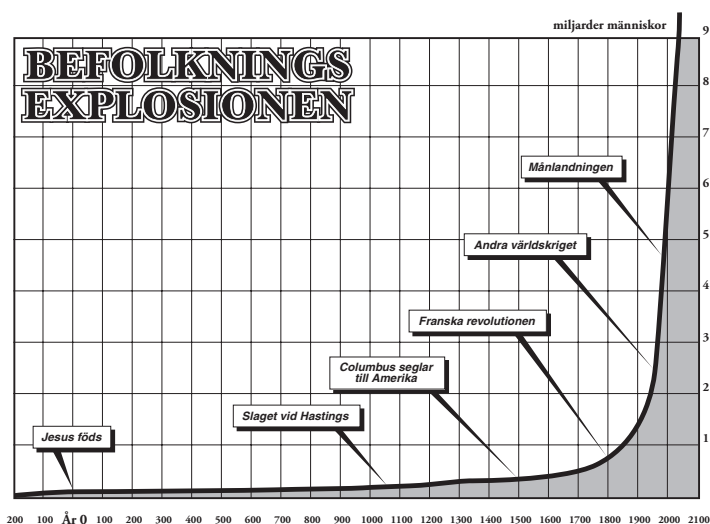 miljarder människor
BEFOLKNINGS
EXPLOSIONEN
9
8
7
6
5
4
3
2
1
Månlandningen
Andra världskriget
Franska revolutionen
Columbus seglar
till Amerika
Slaget vid Hastings
Jesus föds
200 100 År 0 100 200 300 400 500 600 700 800 900 1000 1100 1200 1300 1400 1500 1600 1700 1800 1900 2000 2100